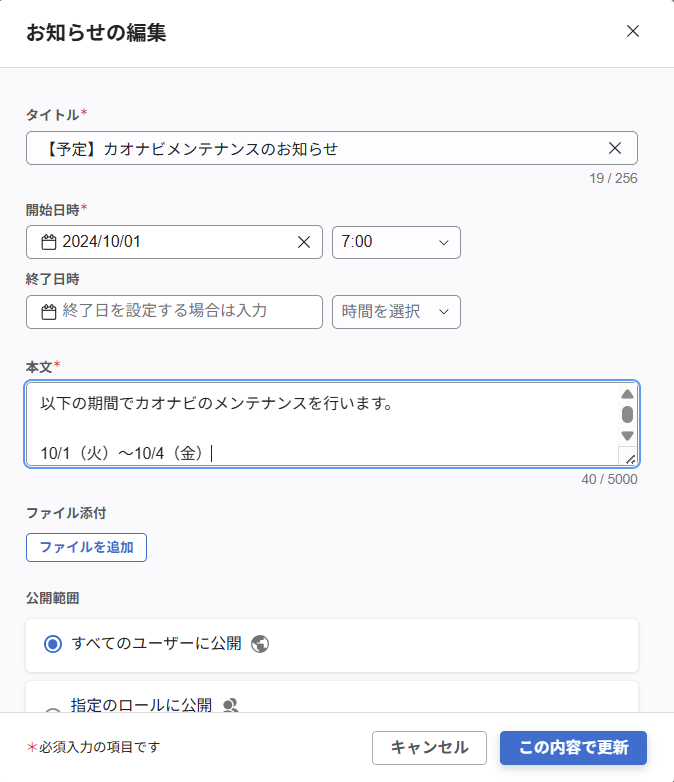 お知らせの編集
タイトル*
【予定】カオナビメンテナンスのお知らせ
19 / 256
開始日時*
2024/10/01 7:00
終了日時
終了日を設定する場合は入力 時間を選択
本文*
以下の期間でカオナビのメンテナンスを行います。
10/1（火）～10/4（金）
40 / 5000
ファイル添付
ファイルを追加
公開範囲
すべてのユーザーに公開
指定のロールに公開
*必須入力の項目です キャンセル この内容で更新